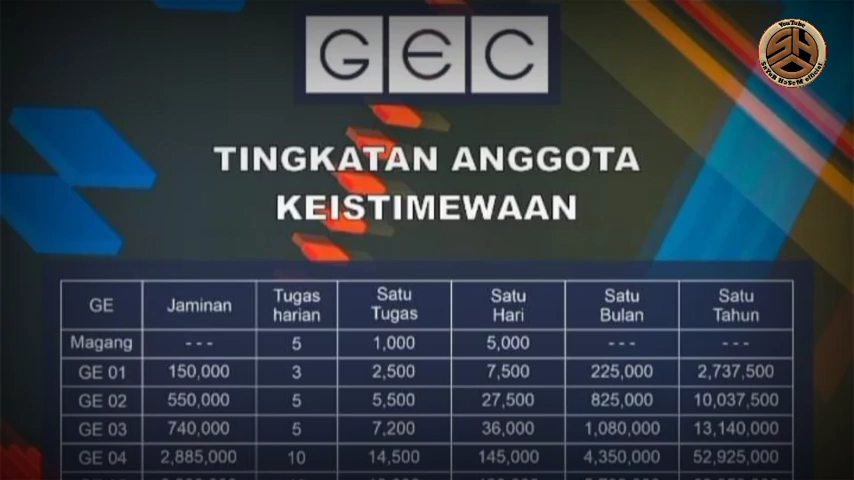 GEC
YouTube
SaTeR HaSeM official
TINGKATAN ANGGOTA
KEISTIMEWAAN
GE Jaminan Tugas harian Satu Tugas Satu Hari Satu Bulan Satu Tahun
Magang --- 5 1,000 5,000 --- ---
GE 01 150,000 3 2,500 7,500 225,000 2,737,500
GE 02 550,000 5 5,500 27,500 825,000 10,037,500
GE 03 740,000 5 7,200 36,000 1,080,000 13,140,000
GE 04 2,885,000 10 14,500 145,000 4,350,000 52,925,000